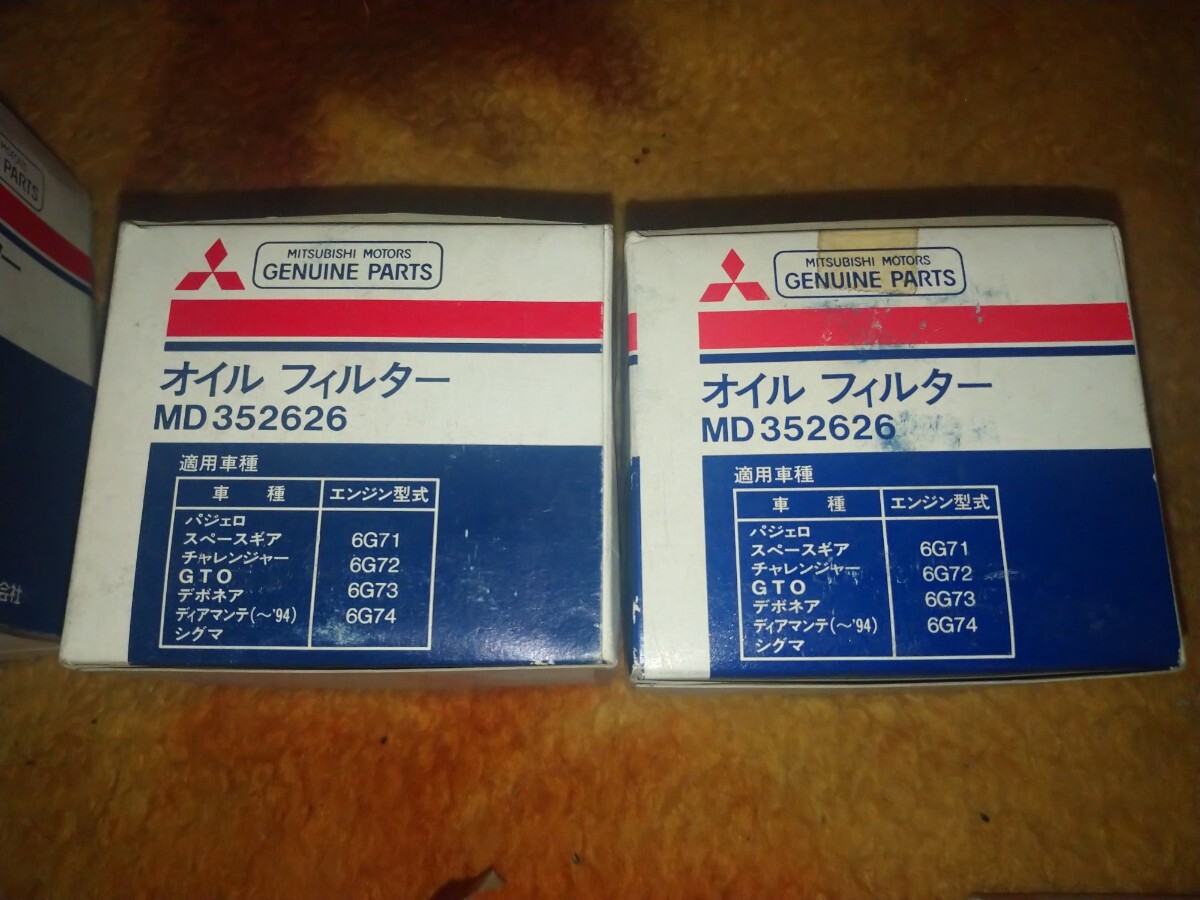 MOTORS
PARTS
ター
会社
MITSUBISHI MOTORS
GENUINE PARTS
オイル フィルター
MD 352626
適用車種
車 種 エンジン型式
パジェロ
スペースギア 6G71
チャレンジャー 6G72
GTO
デボネア 6G73
ディアマンテ(~'94) 6G74
シグマ
MITSUBISHI MOTORS
GENUINE PARTS
オイル フィルター
MD 352626
適用車種
車 種 エンジン型式
パジェロ
スペースギア 6G71
チャレンジャー 6G72
GTO
デボネア 6G73
ディアマンテ(~'94) 6G74
シグマ